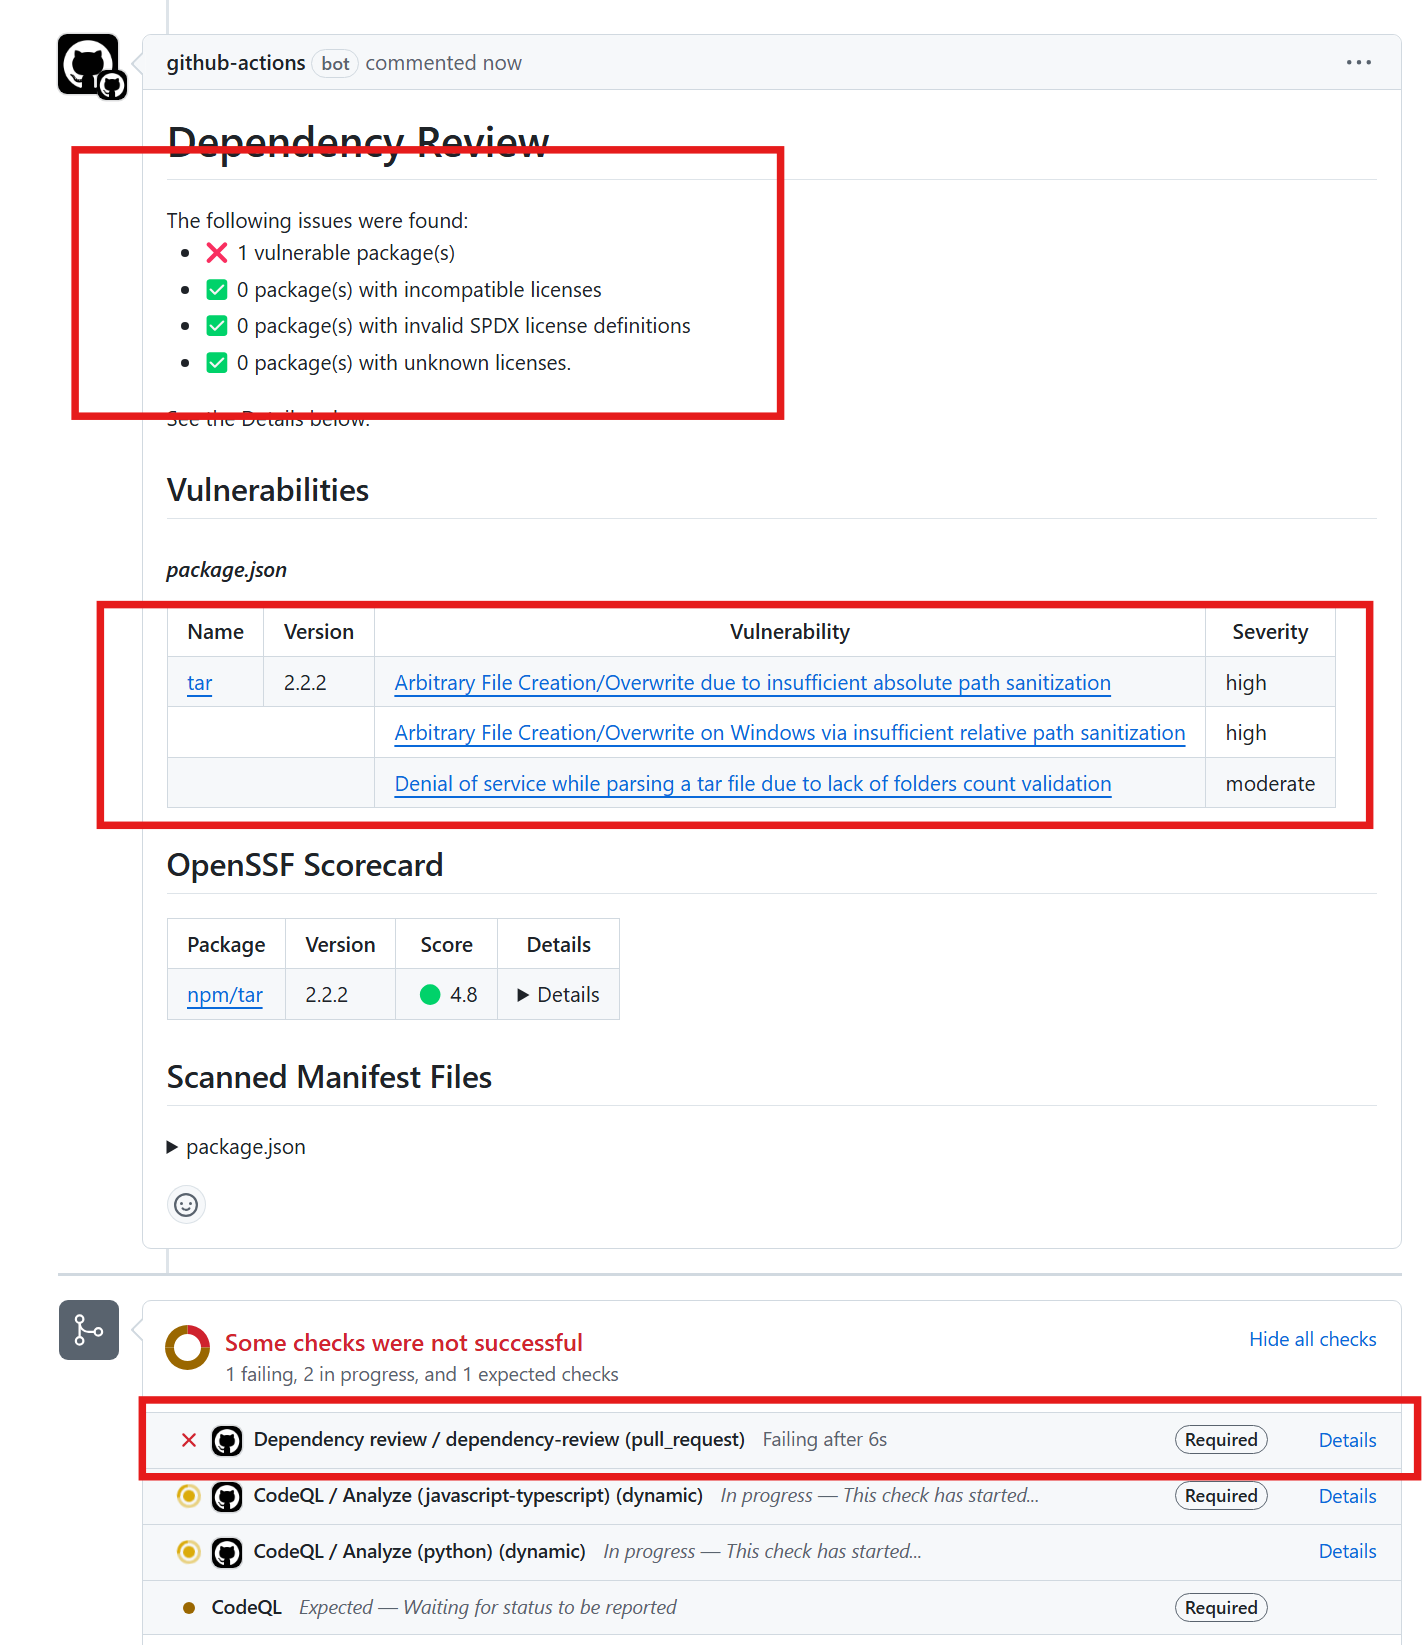 github-actions bot commented now
Dependency Review
The following issues were found:
❌ 1 vulnerable package(s)
✅ 0 package(s) with incompatible licenses
✅ 0 package(s) with invalid SPDX license definitions
✅ 0 package(s) with unknown licenses.
See the Details below.
Vulnerabilities
package.json
Name Version Vulnerability Severity
tar 2.2.2 Arbitrary File Creation/Overwrite due to insufficient absolute path sanitization high
Arbitrary File Creation/Overwrite on Windows via insufficient relative path sanitization high
Denial of service while parsing a tar file due to lack of folders count validation moderate
OpenSSF Scorecard
Package Version Score Details
npm/tar 2.2.2 4.8 Details
Scanned Manifest Files
package.json
Some checks were not successful Hide all checks
1 failing, 2 in progress, and 1 expected checks
Dependency review / dependency-review (pull_request) Failing after 6s Required Details
CodeQL / Analyze (javascript-typescript) (dynamic) In progress — This check has started... Required Details
CodeQL / Analyze (python) (dynamic) In progress — This check has started... Details
CodeQL Expected — Waiting for status to be reported Required